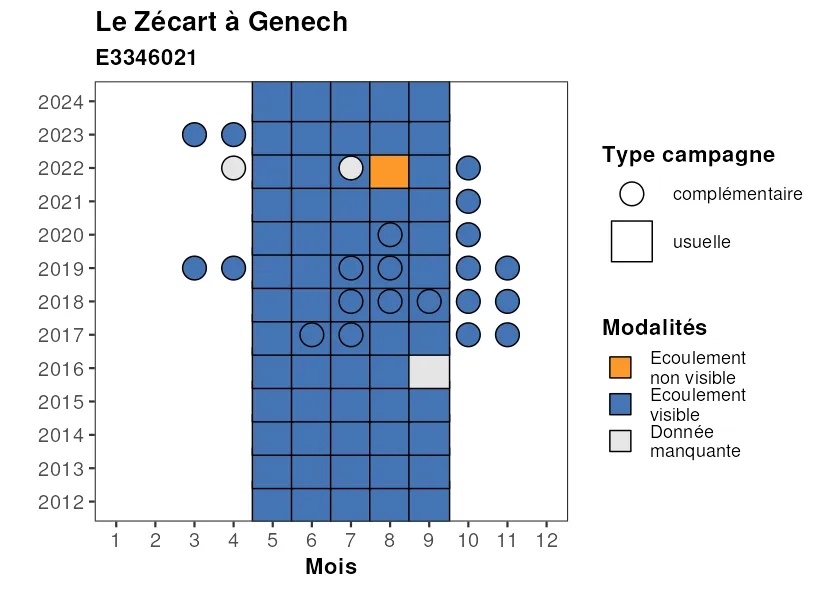 Le Zécart à Genech
E3346021
2024
2023
2022
2021
2020
2019
2018
2017
2016
2015
2014
2013
2012
1 2 3 4 5 6 7 8 9 10 11 12
Mois
Type campagne
complémentaire
usuelle
Modalités
Ecoulement
non visible
Ecoulement
visible
Donnée
manquante